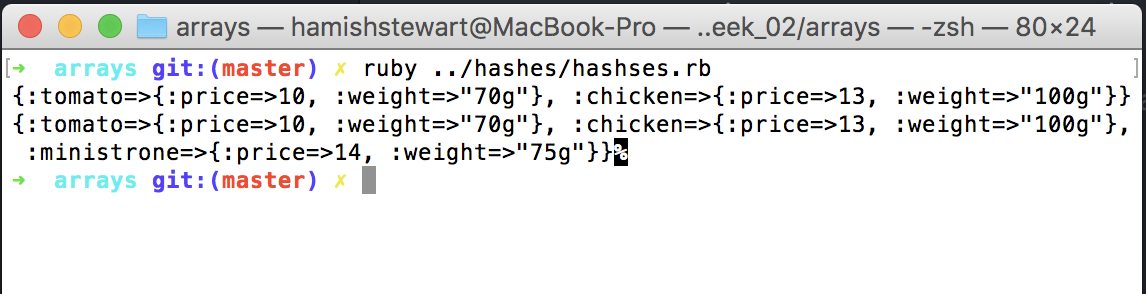 arrays — hamishstewart@MacBook-Pro — ..eek_02/arrays — -zsh — 80×24
[➜  arrays git:(master) ✗ ruby ../hashes/hashses.rb ]
{:tomato=>{:price=>10, :weight=>"70g"}, :chicken=>{:price=>13, :weight=>"100g"}}
{:tomato=>{:price=>10, :weight=>"70g"}, :chicken=>{:price=>13, :weight=>"100g"},
 :ministrone=>{:price=>14, :weight=>"75g"}}%
➜  arrays git:(master) ✗